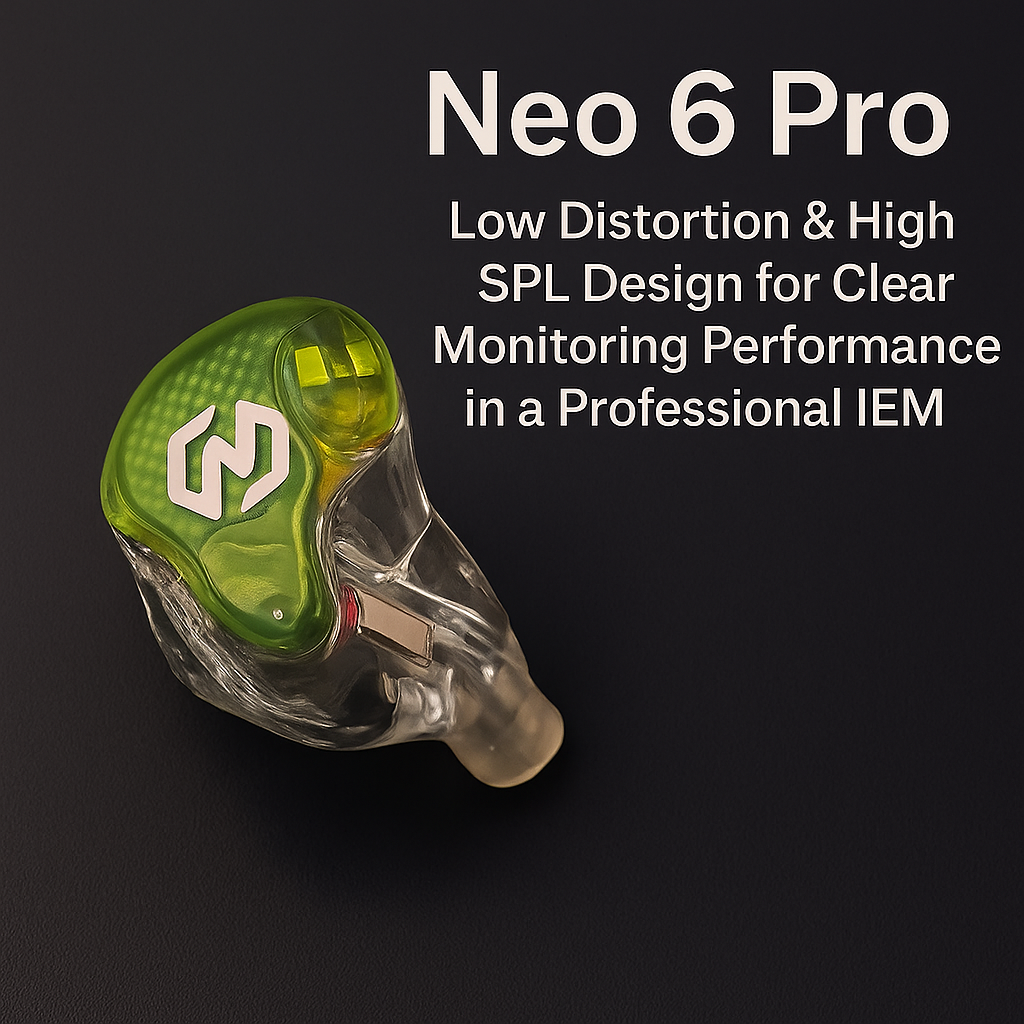 Neo 6 Pro
Low Distortion & High
SPL Design for Clear
Monitoring Performance
in a Professional IEM